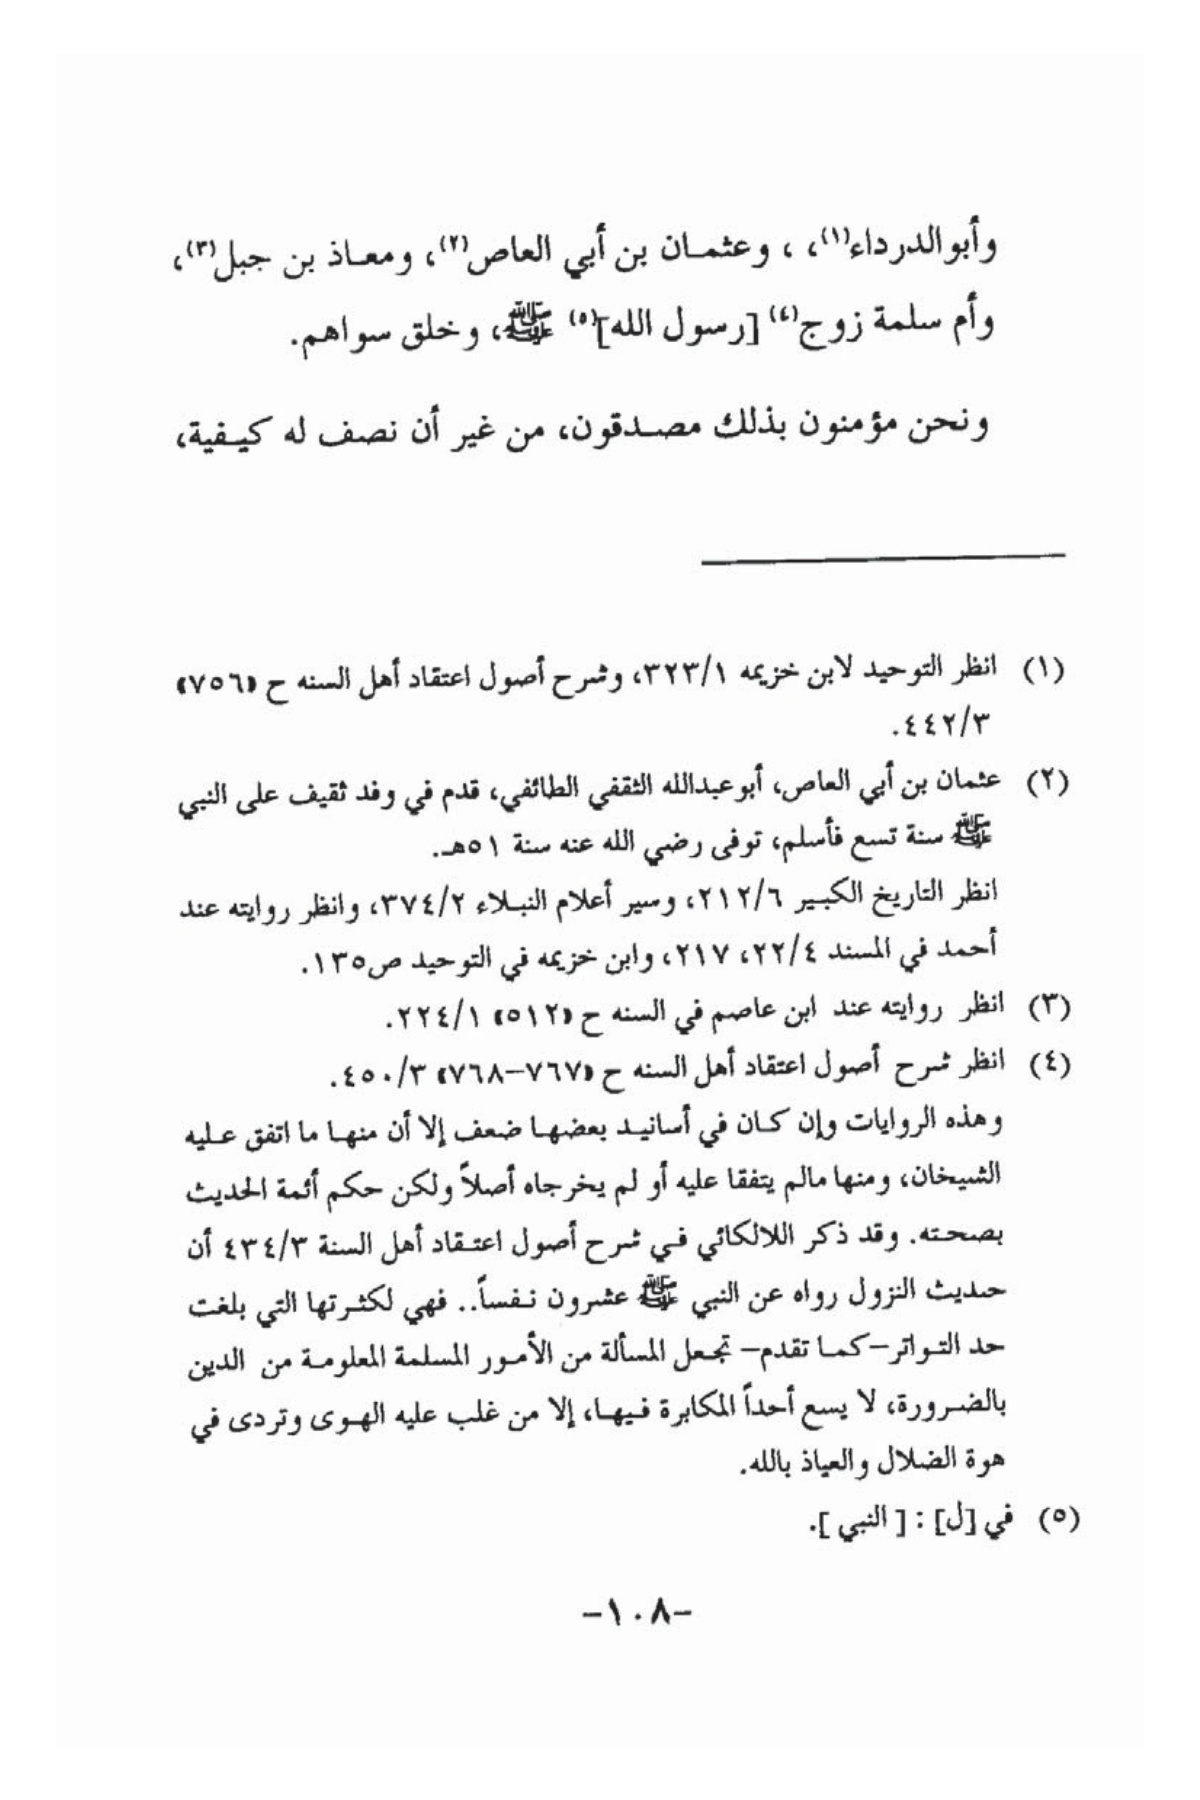 وأبوالدرداء(١)، ، وعثمان بن أبي العاص(٢)، ومعاذ بن جبل(٣)،
وأم سلمة زوج(٤) [رسول الله](٥) ﷺ، وخلق سواهم.
ونحن مؤمنون بذلك مصدقون، من غير أن نصف له كيفية،
(١) انظر التوحيد لابن خزيمه ٣٢٣/١، وشرح أصول اعتقاد أهل السنه ح «٧٥٦»
٤٤٢/٣.
(٢) عثمان بن أبي العاص، أبوعبدالله الثقفي الطائفي، قدم في وفد ثقيف على النبي
ﷺ سنة تسع فأسلم، توفى رضي الله عنه سنة ٥١هـ.
انظر التاريخ الكبير ٢١٢/٦، وسير أعلام النبلاء ٣٧٤/٢، وانظر روايته عند
أحمد في المسند ٢٢/٤، ٢١٧، وابن خزيمه في التوحيد ص١٣٥.
(٣) انظر روايته عند ابن عاصم في السنه ح «٥١٢» ٢٢٤/١.
(٤) انظر شرح أصول اعتقاد أهل السنه ح «٧٦٧-٧٦٨» ٤٥٠/٣.
وهذه الروايات وإن كان في أسانيد بعضها ضعف إلا أن منها ما اتفق عليه
الشيخان، ومنها مالم يتفقا عليه أو لم يخرجاه أصلاً ولكن حكم أئمة الحديث
بصحته. وقد ذكر اللالكائي في شرح أصول اعتقاد أهل السنة ٤٣٤/٣ أن
حديث النزول رواه عن النبي ﷺ عشرون نفساً.. فهي لكثرتها التي بلغت
حد التواتر-كما تقدم- تجعل المسألة من الأمور المسلمة المعلومة من الدين
بالضرورة، لا يسع أحداً المكابرة فيها، إلا من غلب عليه الهوى وتردى في
هوة الضلال والعياذ بالله.
(٥) في [ل] : [ النبي ].
-١٠٨-